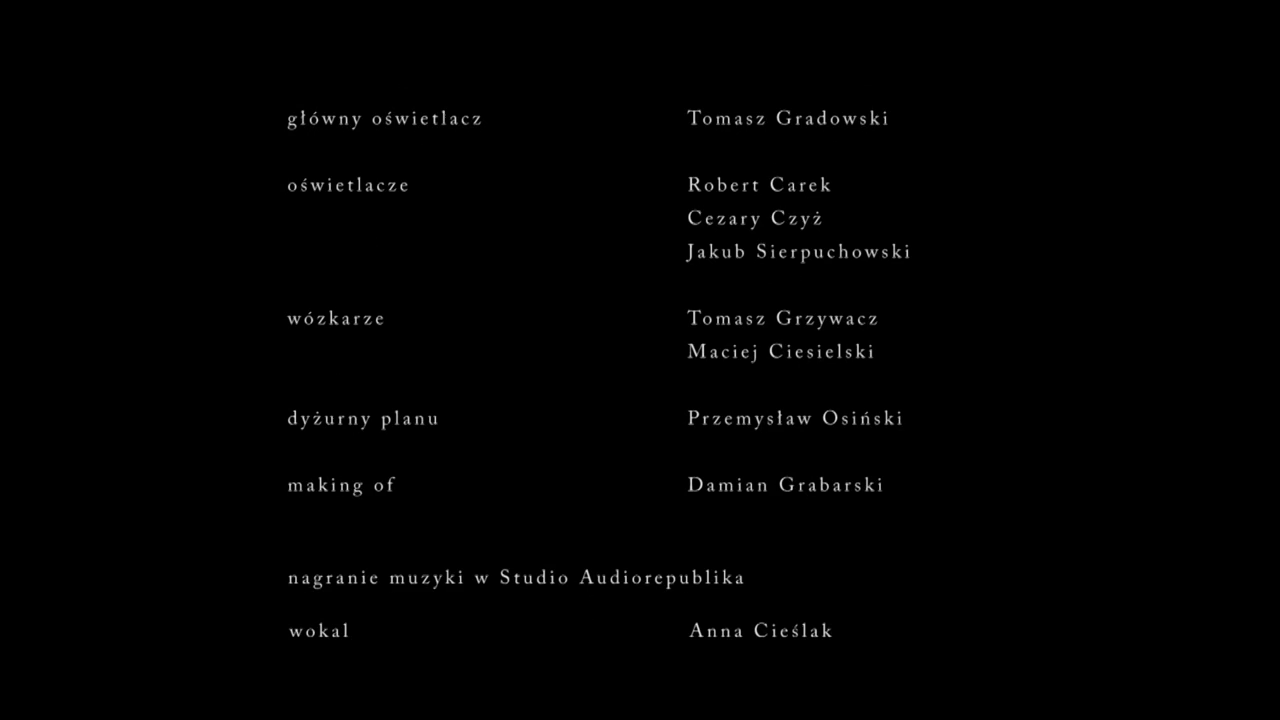 główny oświetlacz Tomasz Gradowski
oświetlacze Robert Carek
Cezary Czyż
Jakub Sierpuchowski
wózkarze Tomasz Grzywacz
Maciej Ciesielski
dyżurny planu Przemysław Osiński
making of Damian Grabarski
nagranie muzyki w Studio Audiorepublika
wokal Anna Cieślak